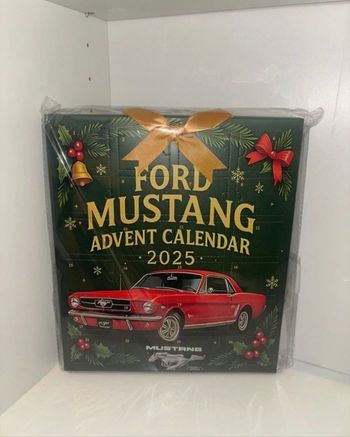 FORD
MUSTANG
ADVENT CALENDAR
2025
MUSTANG